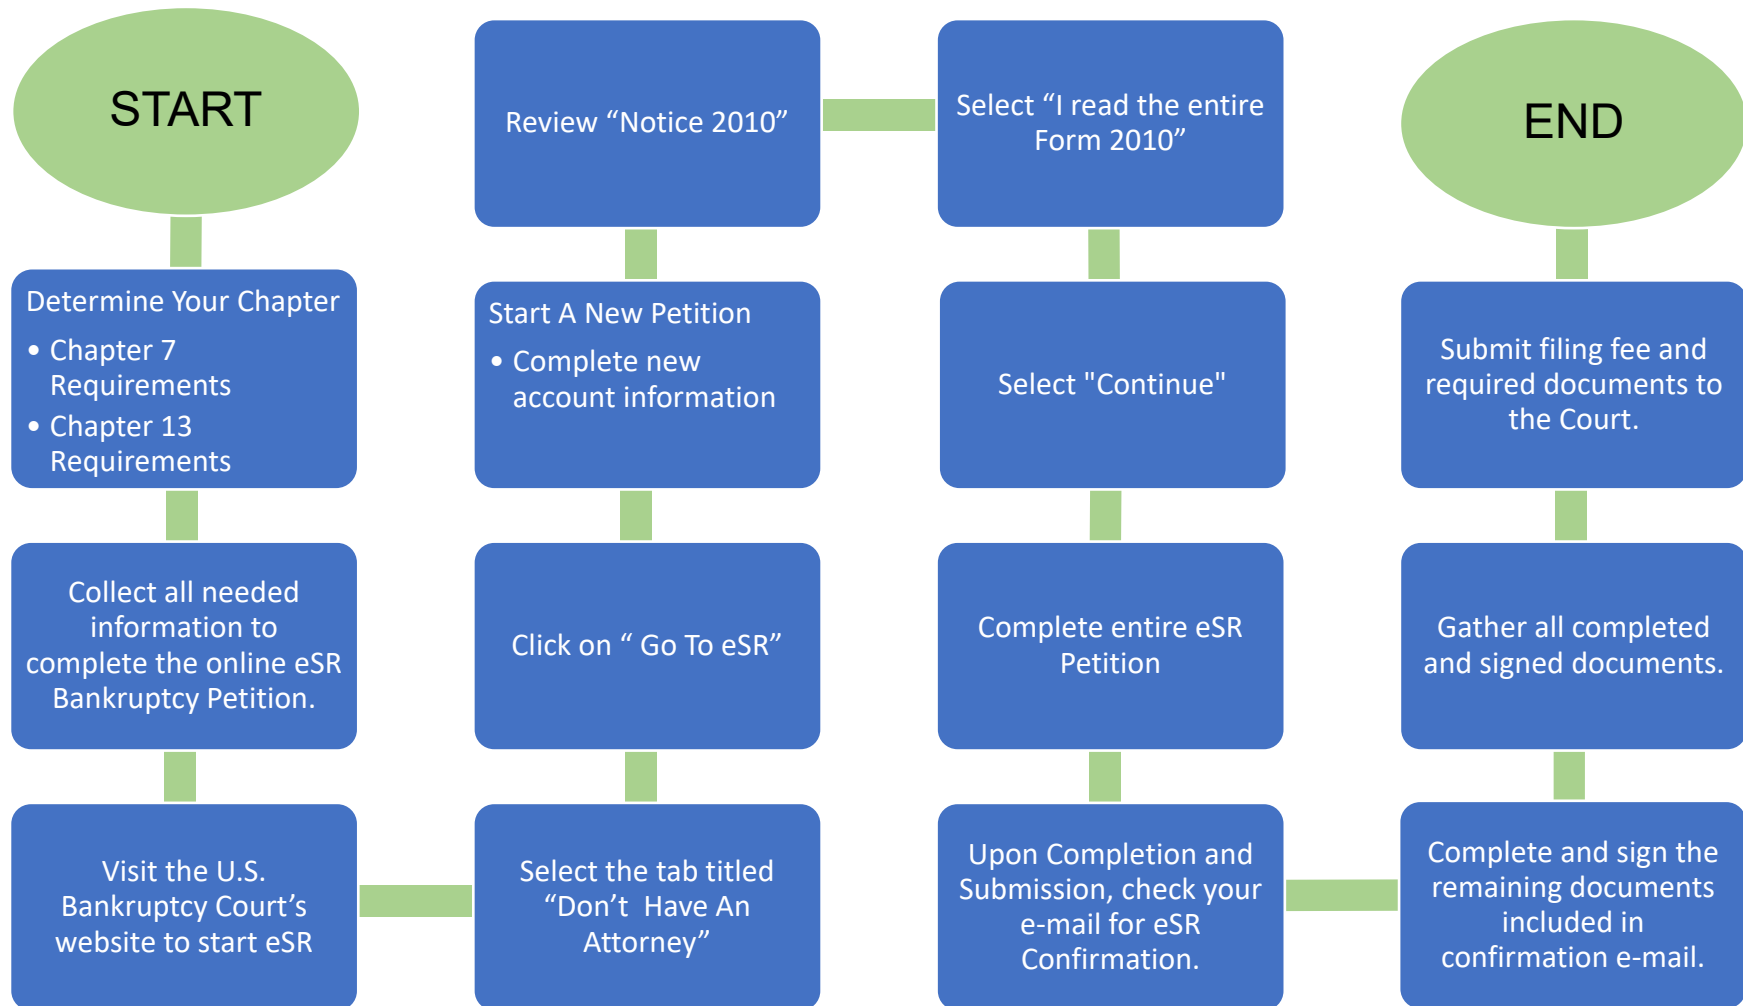 START
Determine Your Chapter
• Chapter 7
Requirements
• Chapter 13
Requirements
Collect all needed
information to
complete the online eSR
Bankruptcy Petition.
Visit the U.S.
Bankruptcy Court’s
website to start eSR
Select the tab titled
“Don’t  Have An
Attorney”
Click on “ Go To eSR”
Start A New Petition
• Complete new
account information
Review “Notice 2010”
Select “I read the entire
Form 2010”
Select "Continue"
Complete entire eSR
Petition
Upon Completion and
Submission, check your
e-mail for eSR
Confirmation.
Complete and sign the
remaining documents
included in
confirmation e-mail.
Gather all completed
and signed documents.
Submit filing fee and
required documents to
the Court.
END